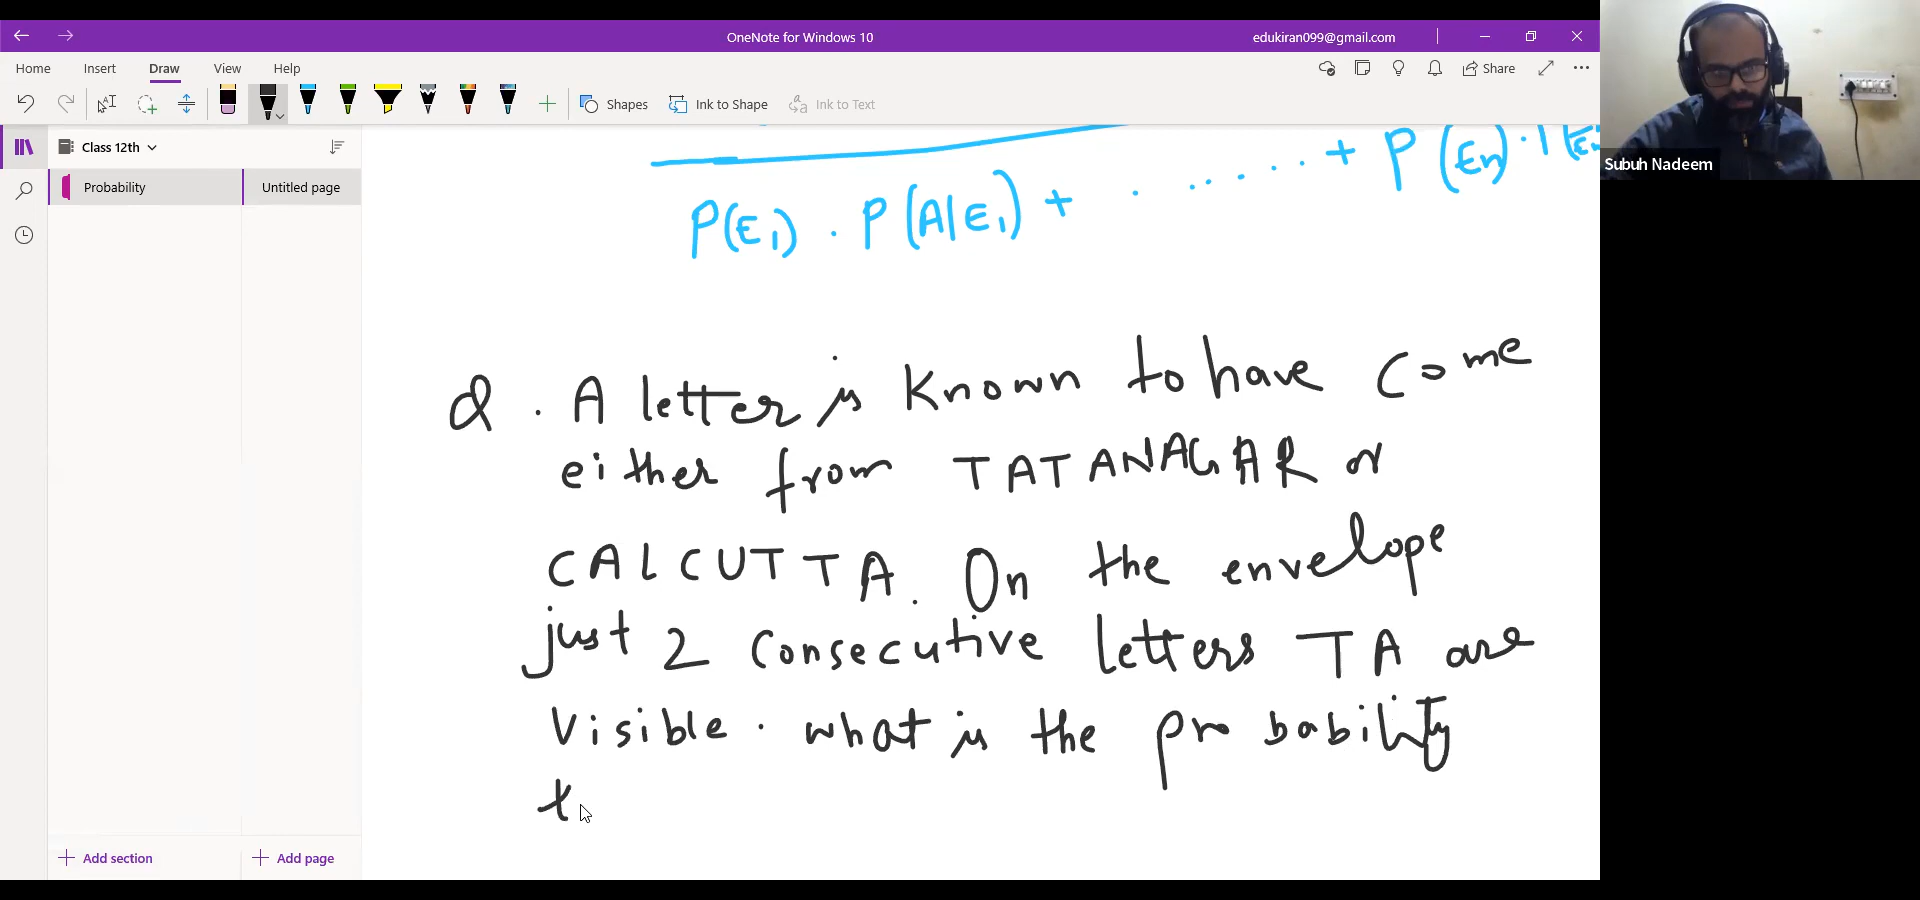 OneNote for Windows 10
edukiran099@gmail.com
Home Insert Draw View Help
Share
Shapes Ink to Shape Ink to Text
Class 12th
Probability Untitled page
Subuh Nadeem
P(E1) . P(A|E1) + ....... + P(En) .
Q. A letter is known to have come
either from TATANAGAR or
CALCUTTA. On the envelope
just 2 consecutive letters TA are
visible. what is the probability
t
Add section Add page